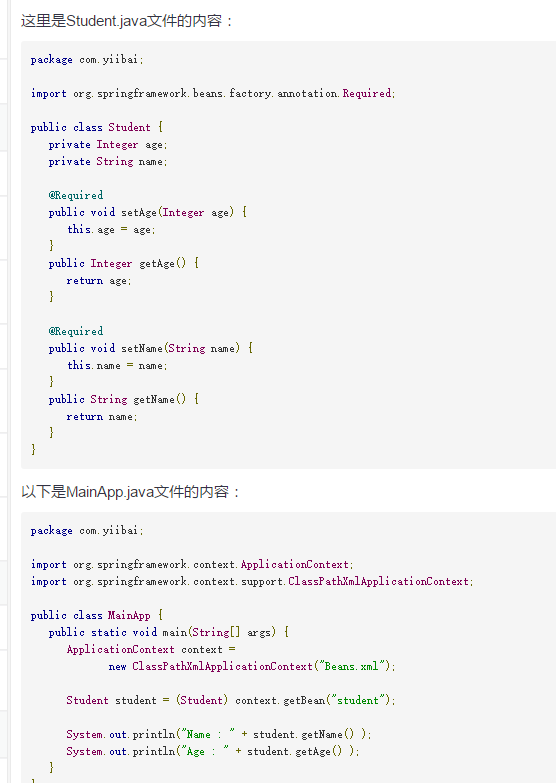 这里是Student.java文件的内容：
package com.yiibai;
import org.springframework.beans.factory.annotation.Required;
public class Student {
private Integer age;
private String name;
@Required
public void setAge(Integer age) {
this.age = age;
}
public Integer getAge() {
return age;
}
@Required
public void setName(String name) {
this.name = name;
}
public String getName() {
return name;
}
}
以下是MainApp.java文件的内容：
package com.yiibai;
import org.springframework.context.ApplicationContext;
import org.springframework.context.support.ClassPathXmlApplicationContext;
public class MainApp {
public static void main(String[] args) {
ApplicationContext context =
new ClassPathXmlApplicationContext("Beans.xml");
Student student = (Student) context.getBean("student");
System.out.println("Name : " + student.getName() );
System.out.println("Age : " + student.getAge() );
}